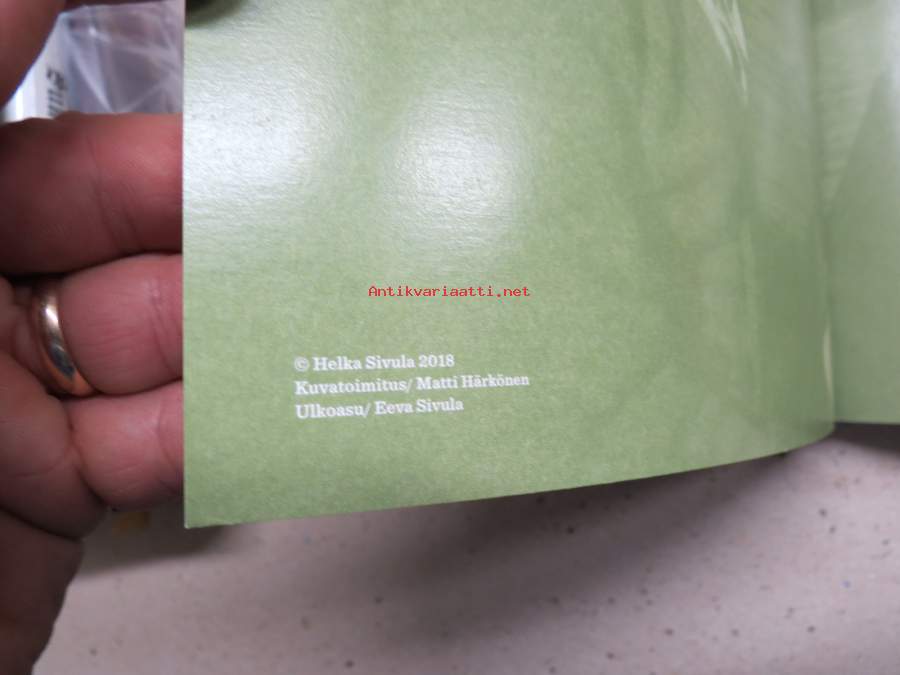 Antikvariaatti.net
© Helka Sivula 2018
Kuvatoimitus/ Matti Härkönen
Ulkoasu/ Eeva Sivula